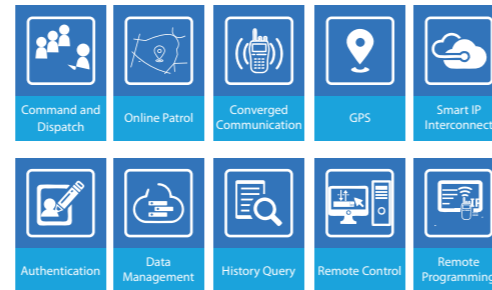 Command and
Dispatch
Online Patrol
Converged
Communication
GPS
Smart IP
Interconnect
IP
Authentication
Data
Management
History Query
Remote Control
Remote
Programming